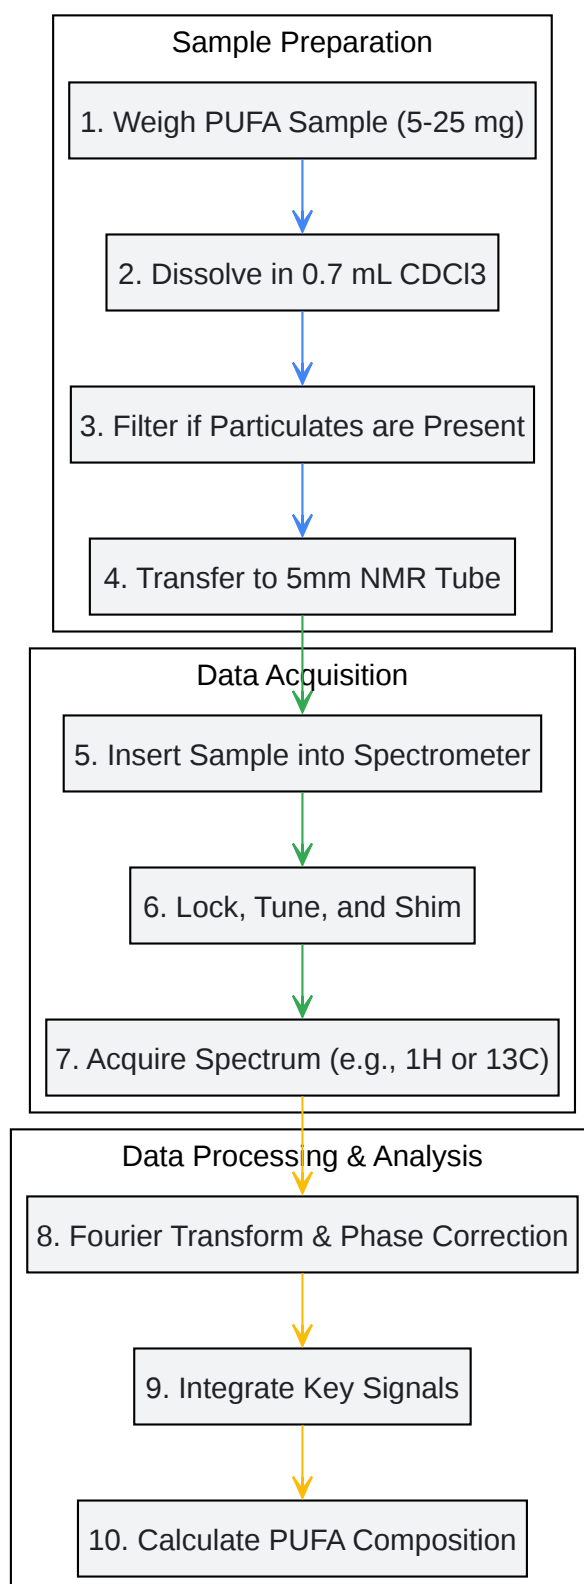 Sample Preparation
1. Weigh PUFA Sample (5-25 mg)
2. Dissolve in 0.7 mL CDCl3
3. Filter if Particulates are Present
4. Transfer to 5mm NMR Tube
Data Acquisition
5. Insert Sample into Spectrometer
6. Lock, Tune, and Shim
7. Acquire Spectrum (e.g., 1H or 13C)
Data Processing & Analysis
8. Fourier Transform & Phase Correction
9. Integrate Key Signals
10. Calculate PUFA Composition